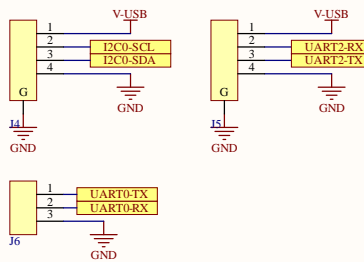 V-USB
1
2 I2C0-SCL
3 I2C0-SDA
4
G
GND
J4
GND
V-USB
1
2 UART2-RX
3 UART2-TX
4
G
GND
J5
GND
1 UART0-TX
2 UART0-RX
3
J6
GND